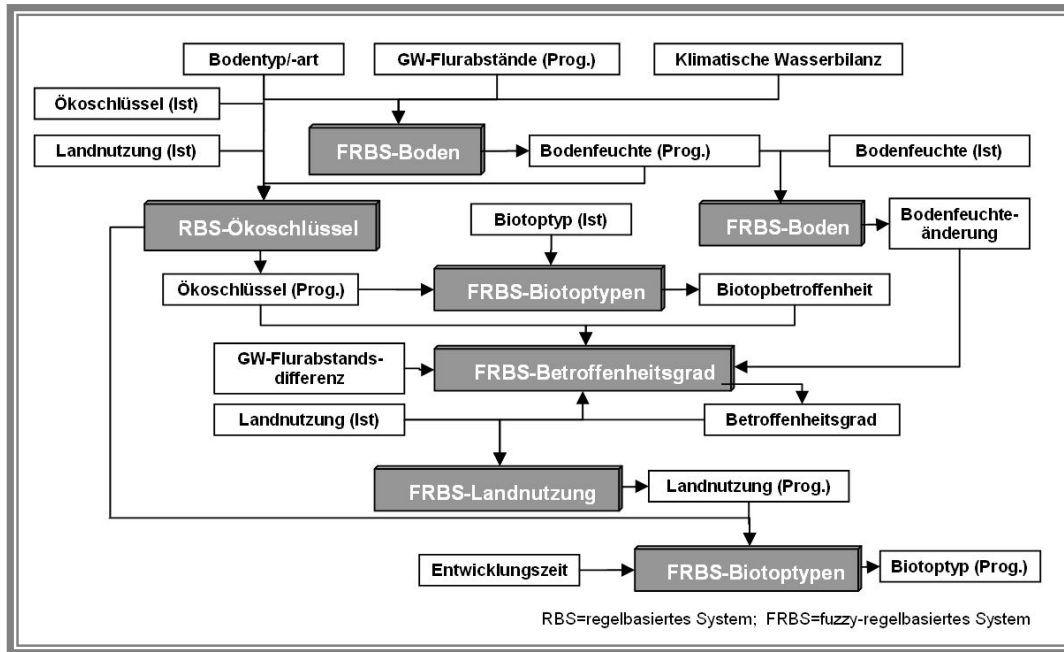 Bodentyp/-art
GW-Flurabstände (Prog.)
Klimatische Wasserbilanz
Ökoschlüssel (Ist)
Landnutzung (Ist)
FRBS-Boden
Bodenfeuchte (Prog.)
Bodenfeuchte (Ist)
RBS-Ökoschlüssel
Biotoptyp (Ist)
FRBS-Boden
Bodenfeuchte-
änderung
Ökoschlüssel (Prog.)
FRBS-Biotoptypen
Biotopbetroffenheit
GW-Flurabstands-
differenz
FRBS-Betroffenheitsgrad
Landnutzung (Ist)
Betroffenheitsgrad
FRBS-Landnutzung
Landnutzung (Prog.)
Entwicklungszeit
FRBS-Biotoptypen
Biotoptyp (Prog.)
RBS=regelbasiertes System; FRBS=fuzzy-regelbasiertes System